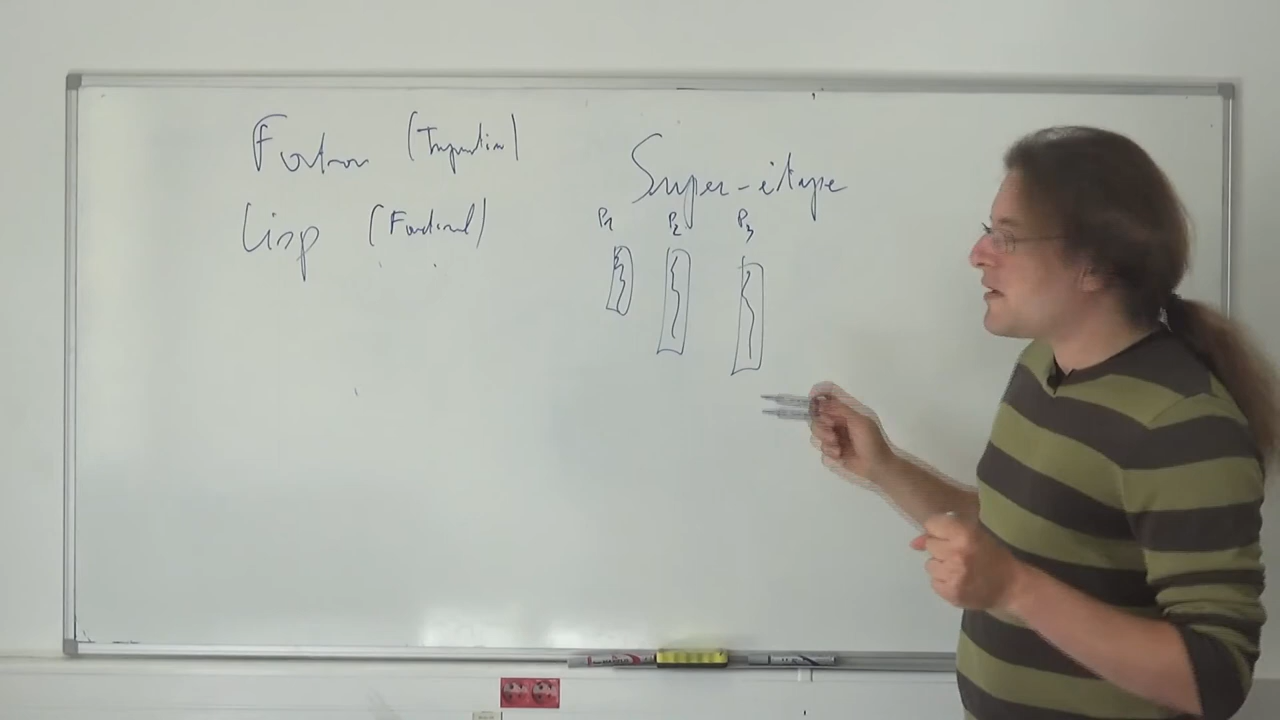 Fortran (Impératif)
Lisp (Fonctionnel)
Super-étape
P1 P2 P3